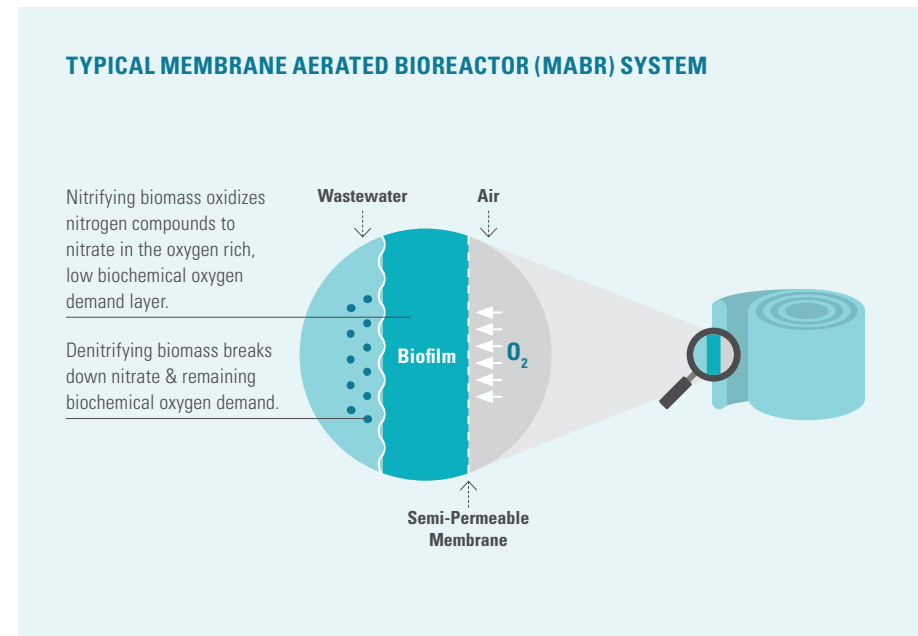 TYPICAL MEMBRANE AERATED BIOREACTOR (MABR) SYSTEM
Nitrifying biomass oxidizes
nitrogen compounds to
nitrate in the oxygen rich,
low biochemical oxygen
demand layer.
Denitrifying biomass breaks
down nitrate & remaining
biochemical oxygen demand.
Wastewater
Air
Biofilm
O₂
Semi-Permeable
Membrane